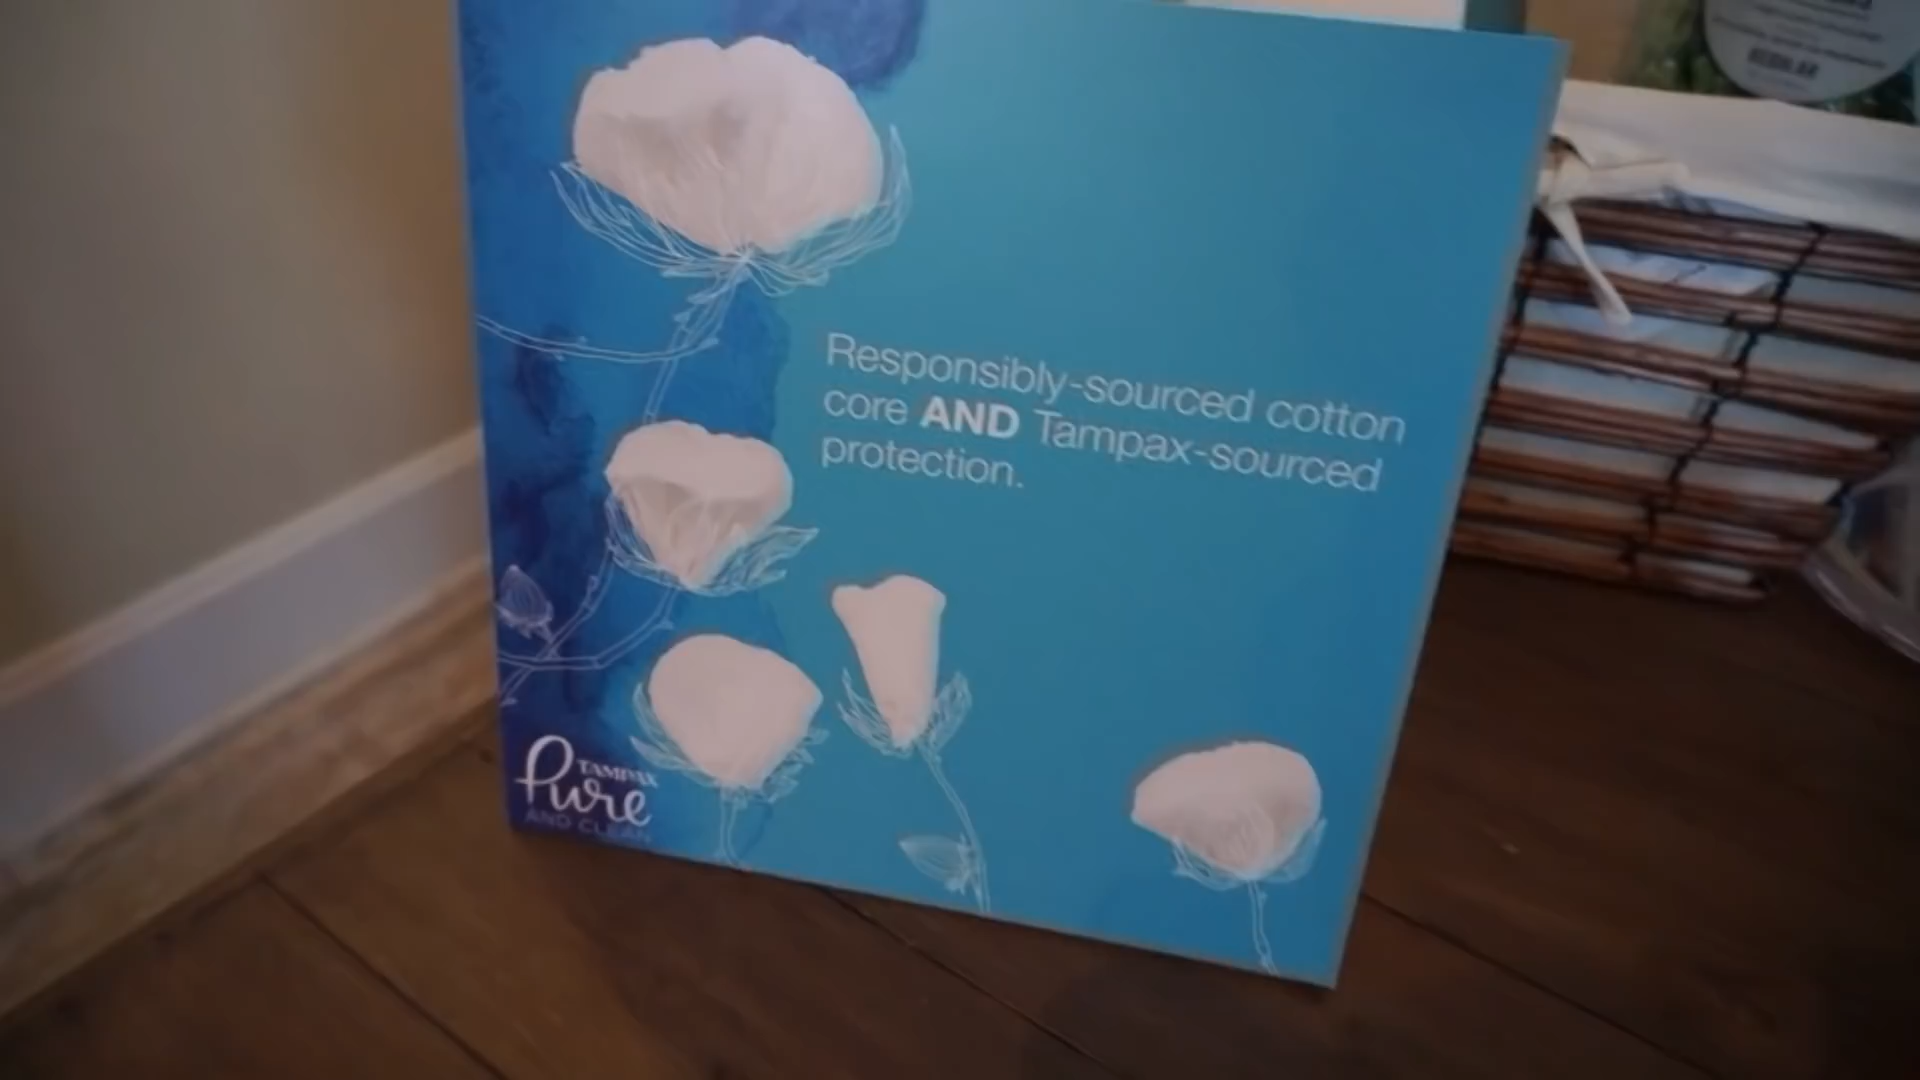 Responsibly-sourced cotton
core AND Tampax-sourced
protection.
TAMPAX
Pure
AND CLEAN